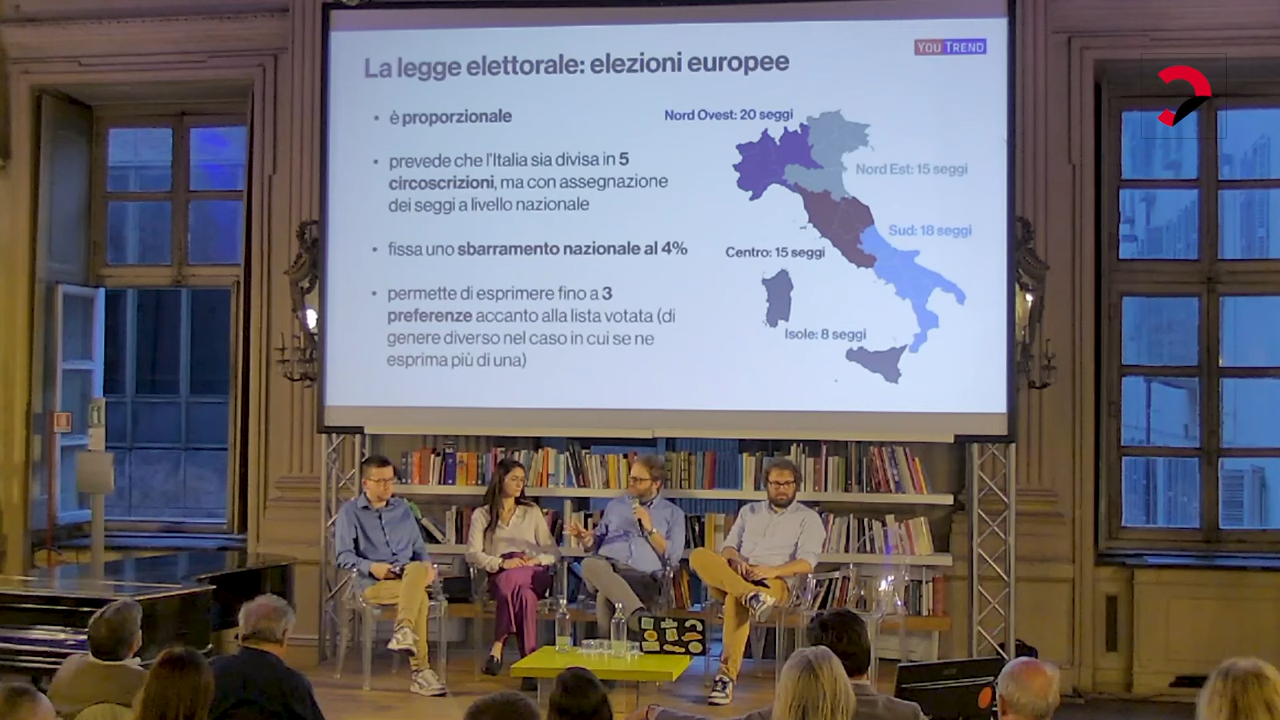 YOU TREND
La legge elettorale: elezioni europee
• è proporzionale
• prevede che l'Italia sia divisa in 5
circoscrizioni, ma con assegnazione
dei seggi a livello nazionale
• fissa uno sbarramento nazionale al 4%
• permette di esprimere fino a 3
preferenze accanto alla lista votata (di
genere diverso nel caso in cui se ne
esprima più di una)
Nord Ovest: 20 seggi
Nord Est: 15 seggi
Sud: 18 seggi
Centro: 15 seggi
Isole: 8 seggi